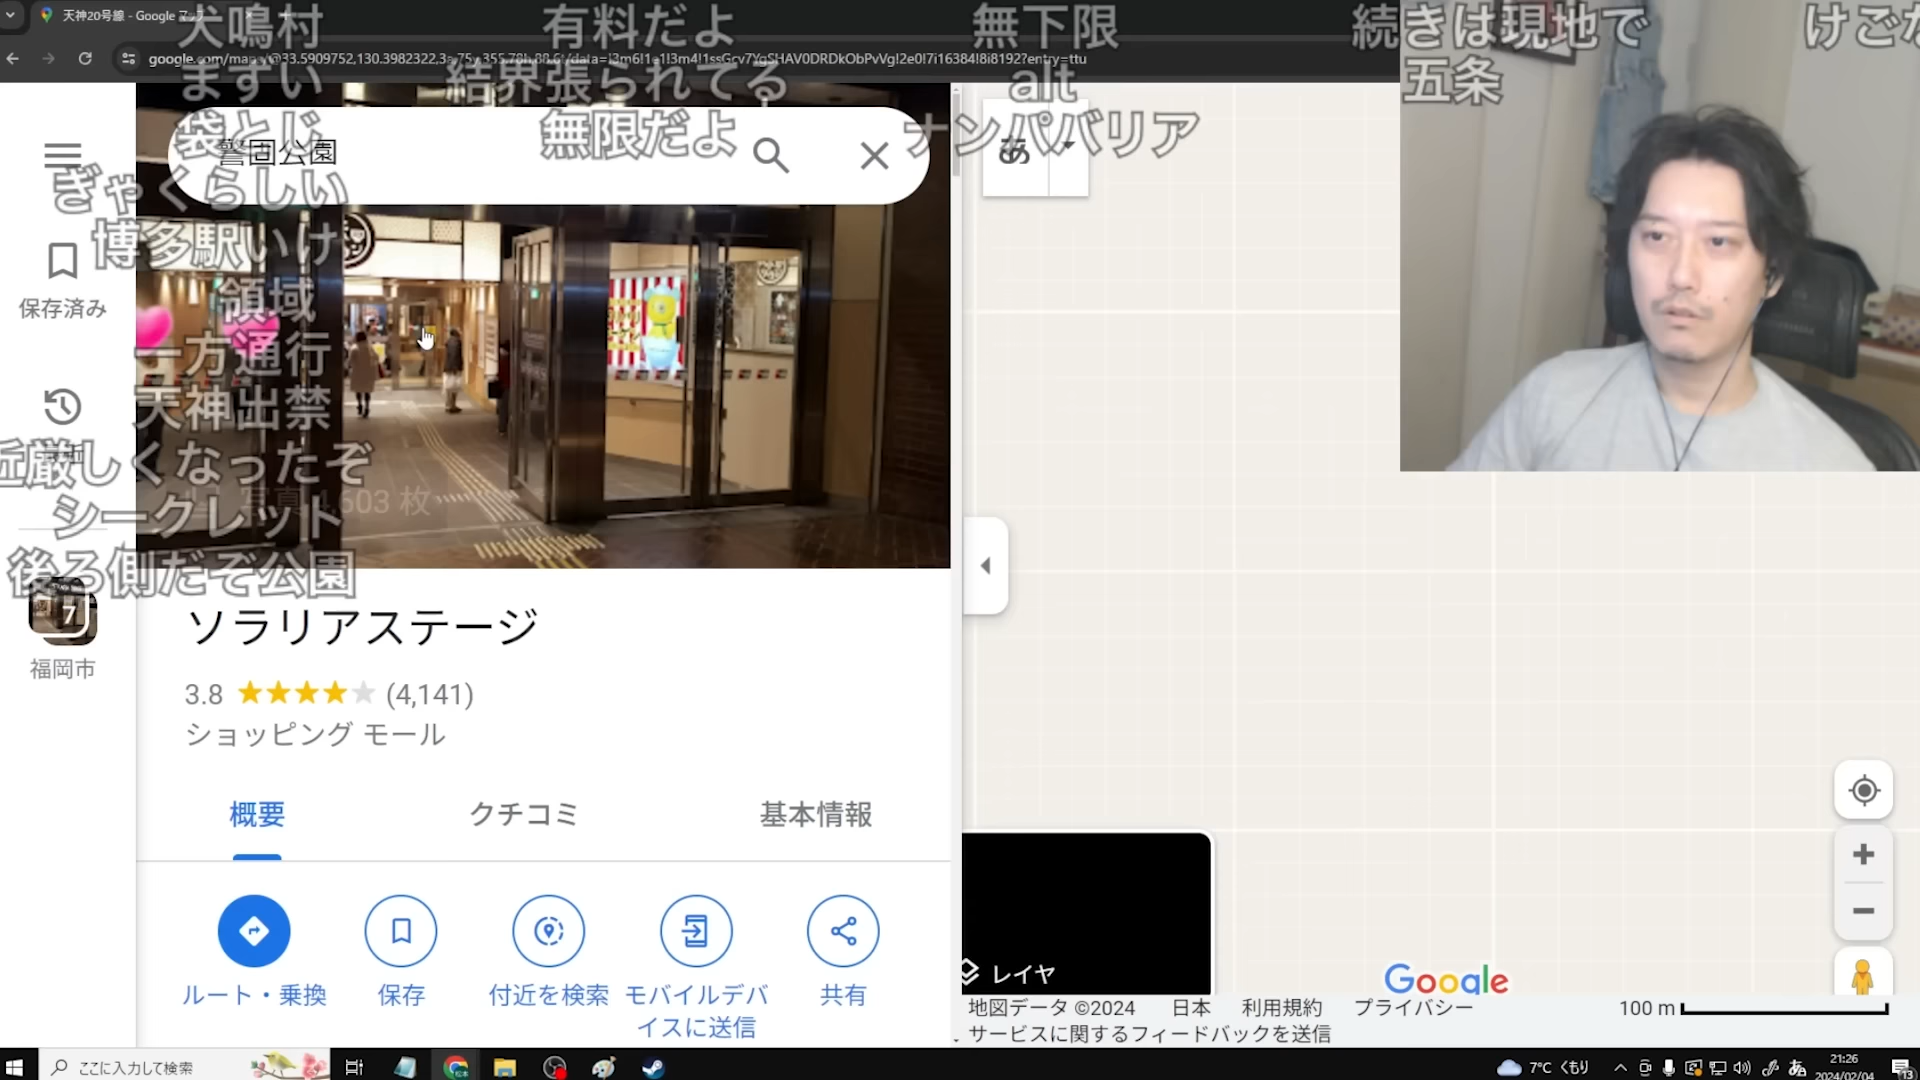 天神20号線 - Google マップ
犬鳴村
有料だよ
無下限
続きは現地で
まずい
結界張られてる
alt
五条
袋とじ
無限だよ
ナンパバリア
警固公園
あ
ぎゃくらしい
博多駅いけ
保存済み
領域
一方通行
天神出禁
近厳しくなったぞ
シークレット
後ろ側だぞ公園
7
福岡市
ソラリアステージ
3.8 (4,141)
ショッピング モール
概要
クチコミ
基本情報
ルート・乗換
保存
付近を検索
モバイルデバ
イスに送信
共有
レイヤ
Google
地図データ ©2024 日本 利用規約 プライバシー
100 m
サービスに関するフィードバックを送信
ここに入力して検索
7°C くもり
あ
21:26
2024/02/04
13